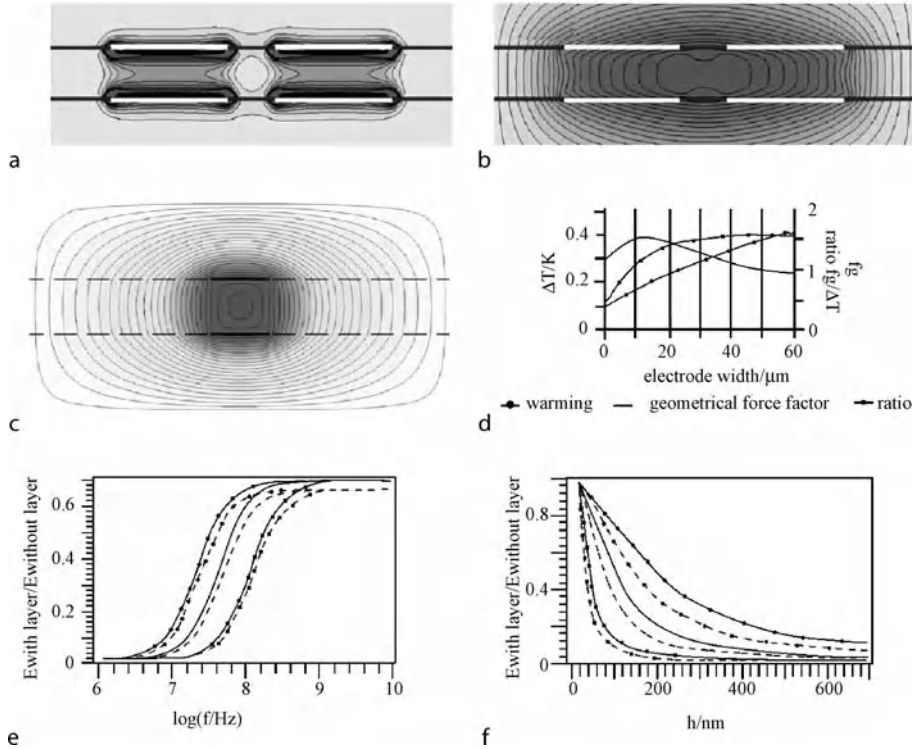 a
b
c
ΔT/K
0.4
0.2
0
2
1
0
fg
ratio fg/ΔT
0 20 40 60
electrode width/μm
warming geometrical force factor ratio
d
Ewith layer/Ewithout layer
0.6
0.4
0.2
0
6 7 8 9 10
log(f/Hz)
e
Ewith layer/Ewithout layer
0.8
0.4
0
0 200 400 600
h/nm
f